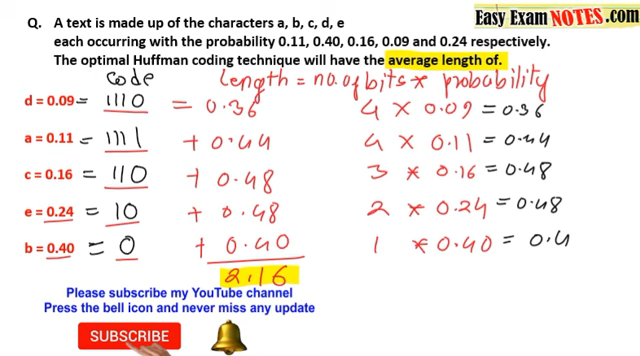 Easy Exam NOTES.com
Q. A text is made up of the characters a, b, c, d, e
each occurring with the probability 0.11, 0.40, 0.16, 0.09 and 0.24 respectively.
The optimal Huffman coding technique will have the average length of.
code length = no. of bits * probability
d = 0.09 = 1110 = 0.36 4 × 0.09 = 0.36
a = 0.11 = 1111 + 0.44 4 × 0.11 = 0.44
c = 0.16 = 110 + 0.48 3 * 0.16 = 0.48
e = 0.24 = 10 + 0.48 2 * 0.24 = 0.48
b = 0.40 = 0 + 0.40 1 * 0.40 = 0.4
2.16
Please subscribe my YouTube channel
Press the bell icon and never miss any update
SUBSCRIBE